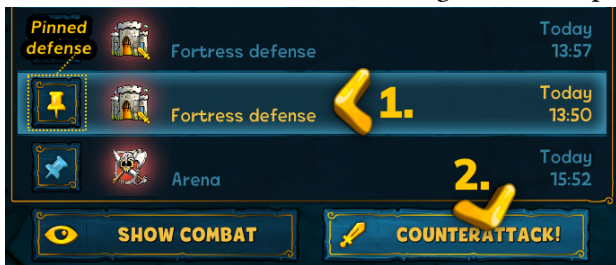 Pinned
defense
Fortress defense
Today
13:57
Fortress defense
1.
Today
13:50
Arena
2.
Today
15:52
SHOW COMBAT
COUNTERATTACK!